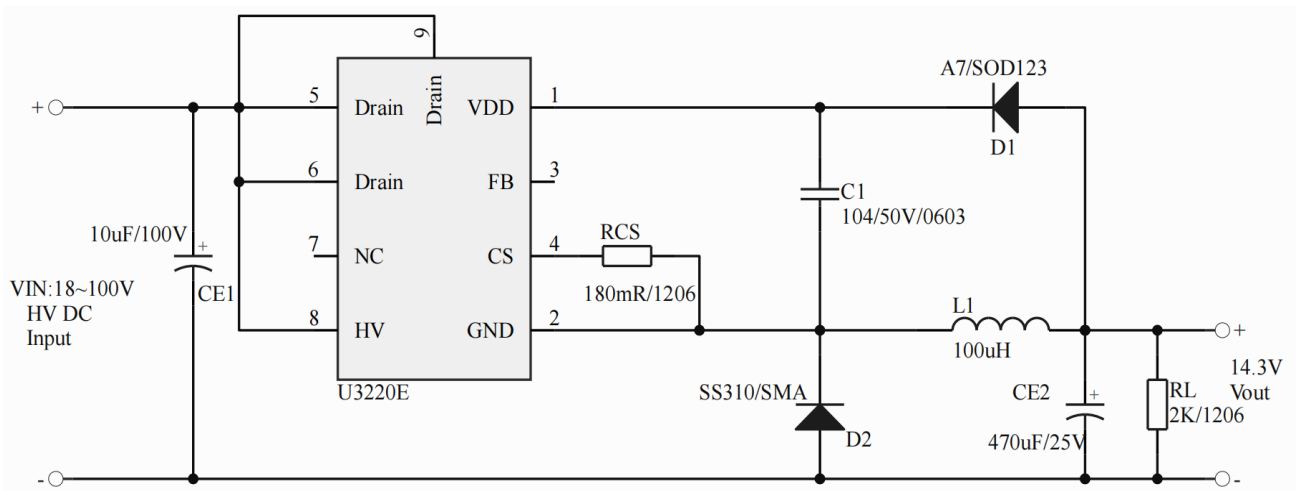 9
A7/SOD123
+
5
Drain
Drain
VDD
1
D1
6
Drain
FB
3
C1
104/50V/0603
10uF/100V
+
7
NC
CS
4
RCS
CE1
180mR/1206
VIN:18~100V
HV DC
Input
8
HV
GND
2
L1
100uH
+
U3220E
SS310/SMA
D2
CE2
+
470uF/25V
RL
2K/1206
14.3V
Vout
-
-